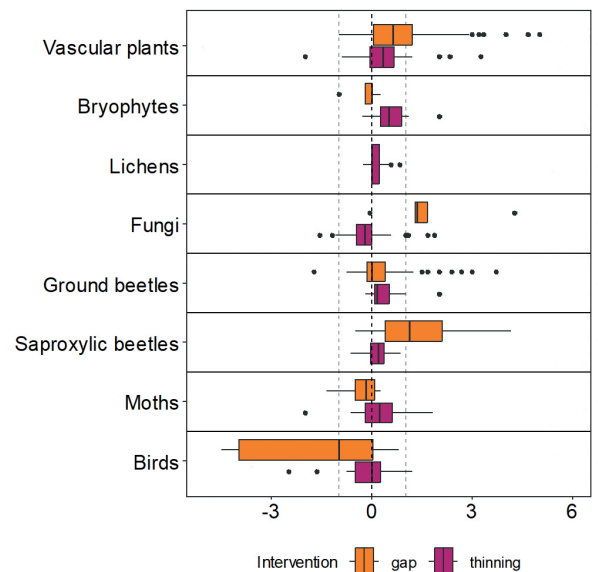 Vascular plants
Bryophytes
Lichens
Fungi
Ground beetles
Saproxylic beetles
Moths
Birds
-3 0 3 6
Intervention gap thinning